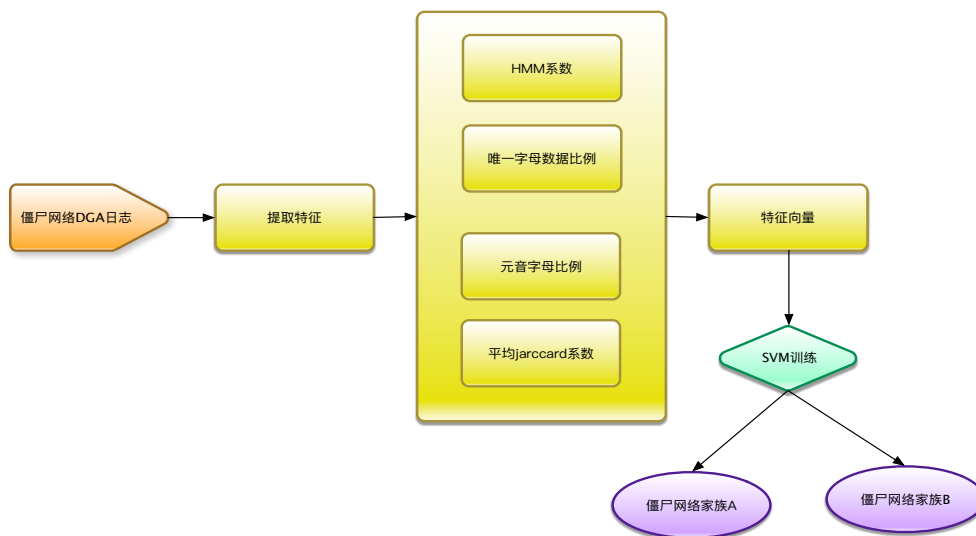 HMM系数
唯一字母数据比例
僵尸网络DGA日志
提取特征
特征向量
元音字母比例
平均jarccard系数
SVM训练
僵尸网络家族A
僵尸网络家族B